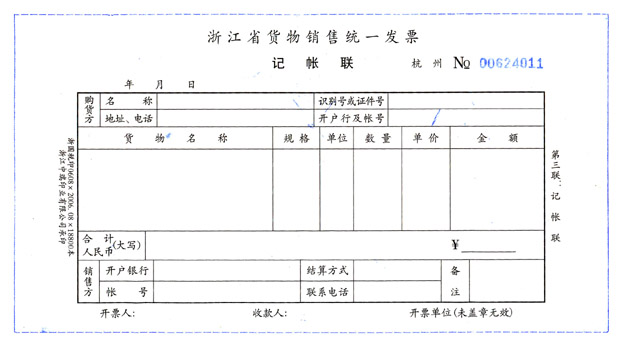 浙江省货物销售统一发票
记帐联 杭州 № 00624011
年 月 日
购货方 名称 识别号或证件号
地址、电话 开户行及帐号
货物名称 规格 单位 数量 单价 金额
合计人民币(大写) ¥
销售方 开户银行 结算方式 备注
帐号 联系电话
开票人: 收款人: 开票单位(未盖章无效)
浙国税印0608×2006.08×18800本
浙江中瑞印业有限公司承印
第三联:记帐联